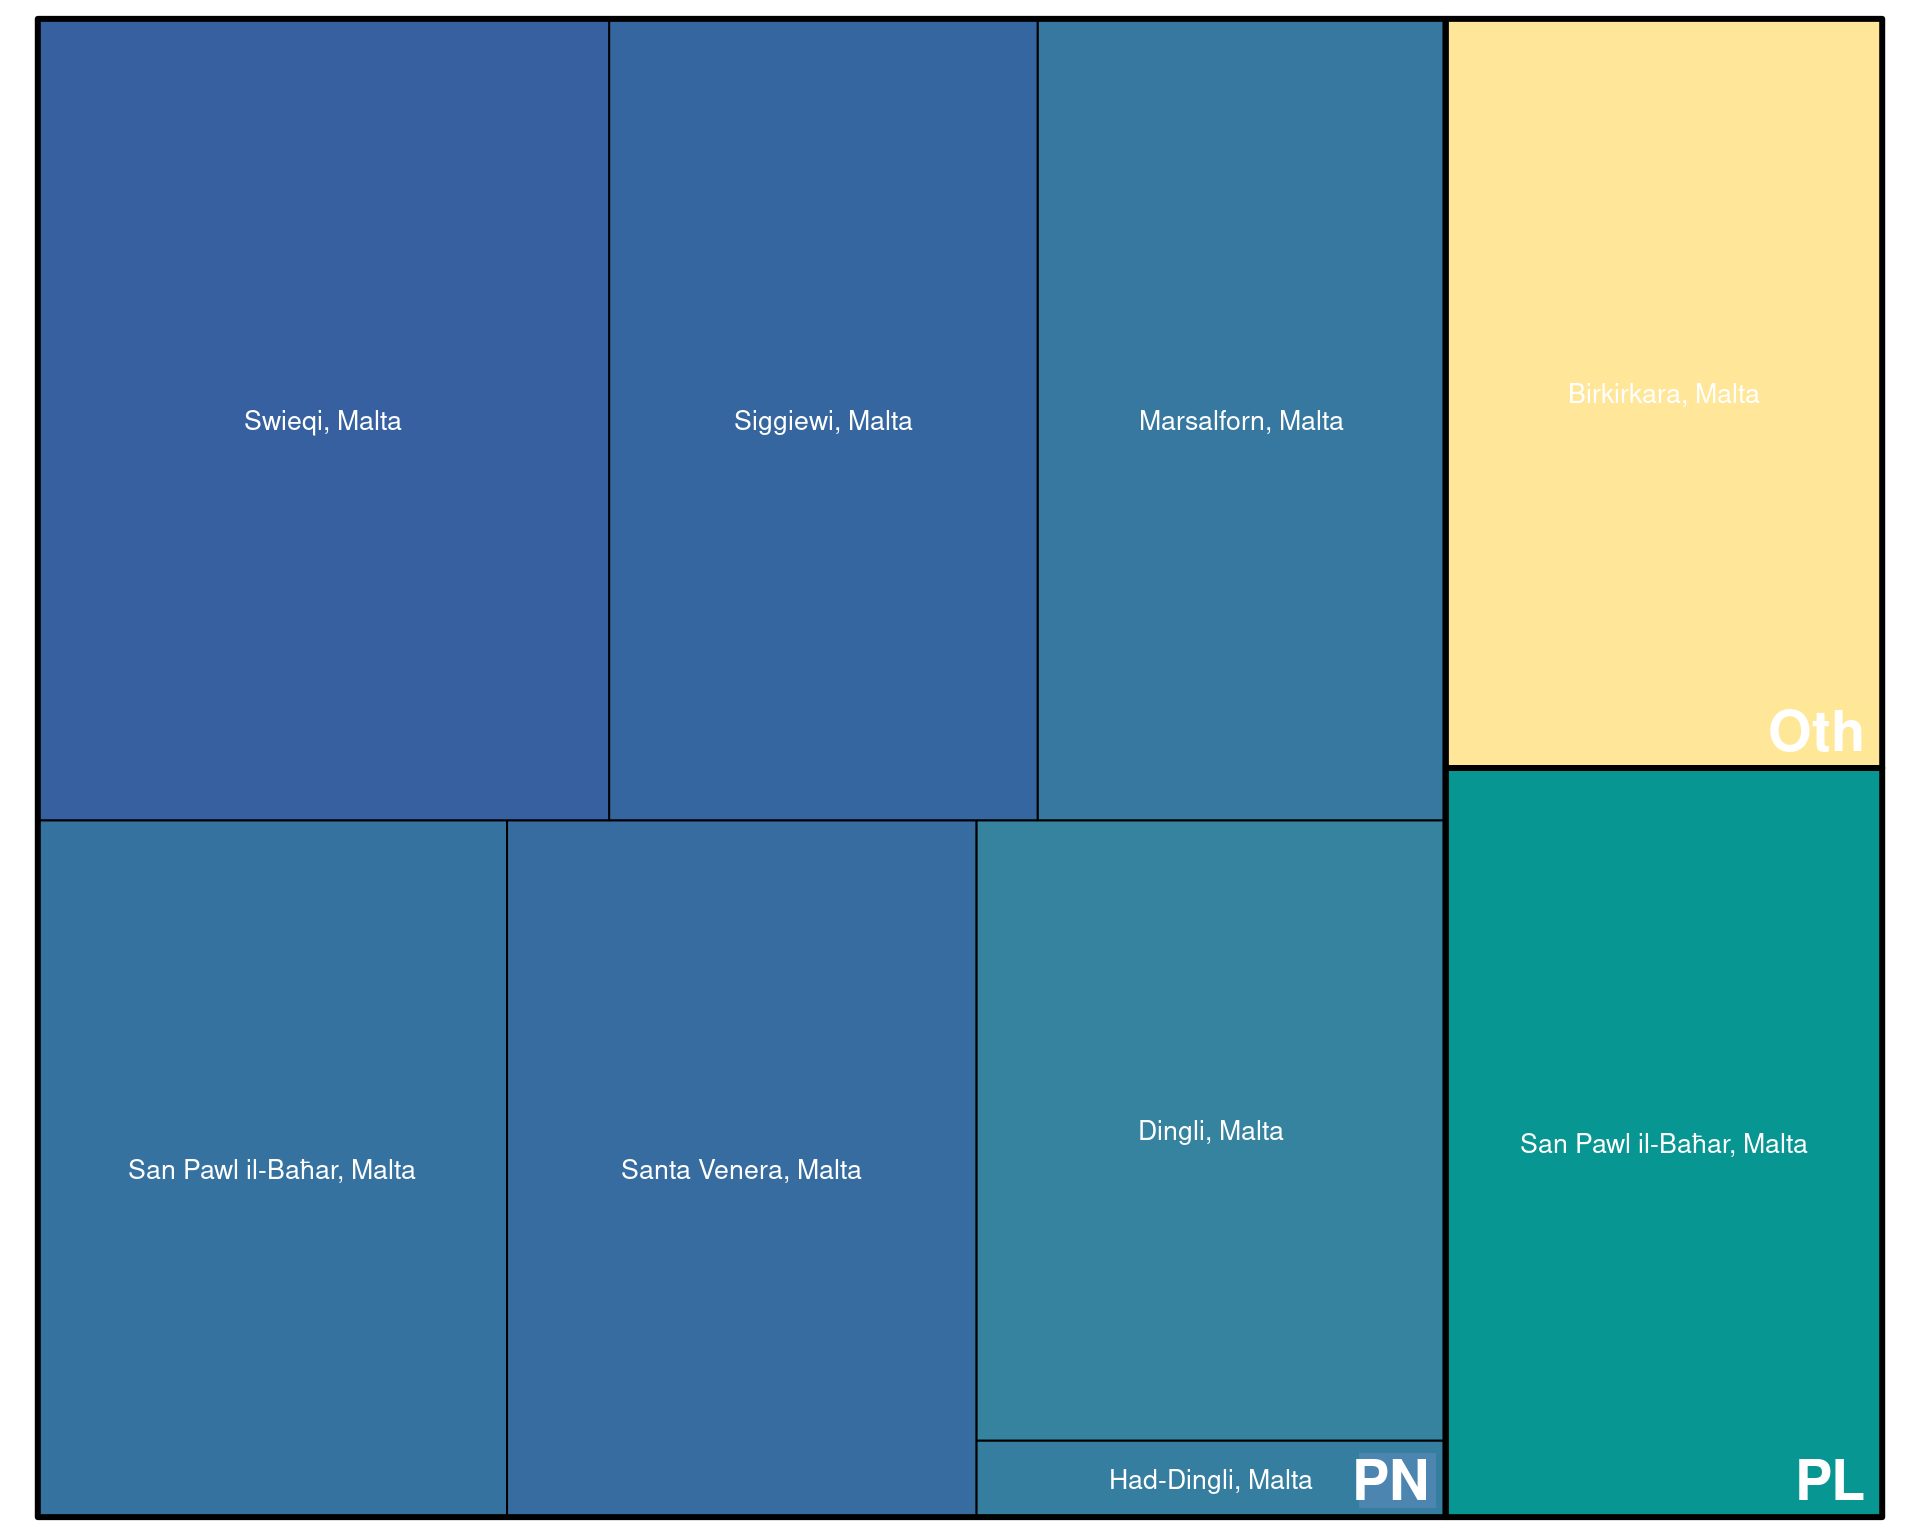 Swieqi, Malta
Siggiewi, Malta
Marsalforn, Malta
Birkirkara, Malta
Oth
San Pawl il-Baħar, Malta
Santa Venera, Malta
Dingli, Malta
Had-Dingli, Malta
PN
San Pawl il-Baħar, Malta
PL